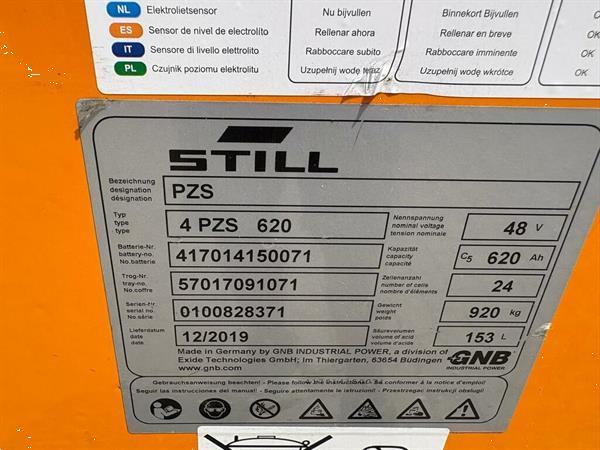 NL Elektrolietsensor Nu bijvullen Binnekort Bijvullen OK
ES Sensor de nivel de electrolíto Rellenar ahora Rellenar en breve OK
IT Sensore di livello elettrolito Rabboccare subito Rabboccare imminente OK
PL Czujnik poziomu elektrolitu Uzupełnij wodę teraz Uzupełnij wodę wkrótce OK
STILL
Bezeichnung
designation
désignation
PZS
Typ
type
type
4 PZS 620
Nennspannung
nominal voltage
tension nominale
48 V
Batterie-Nr.
battery-no.
No.batterie
417014150071
Kapazität
capacity
capacité
C5 620 Ah
Trog-Nr.
tray-no.
No.coffre
57017091071
Zellenanzahl
number of cells
nombre d'éléments
24
Serien-Nr.
serial no.
No.série
0100828371
Gewicht
weight
poids
920 kg
Lieferdatum
date
date
12/2019
Säurevolumen
volume of acid
volume d'acide
153 L
Made in Germany by GNB INDUSTRIAL POWER, a division of
Exide Technologies GmbH; Im Thiergarten, 63654 Büdingen
www.gnb.com
GNB
INDUSTRIAL POWER
Gebrauchsanweisung beachten! - Please follow the instructions! - Se conformer à la notice d'emploi!
Seguir las instrucciones del manual! - Seguire attentamente le istruzioni! - Przestrzegac instrukcji obslugi!